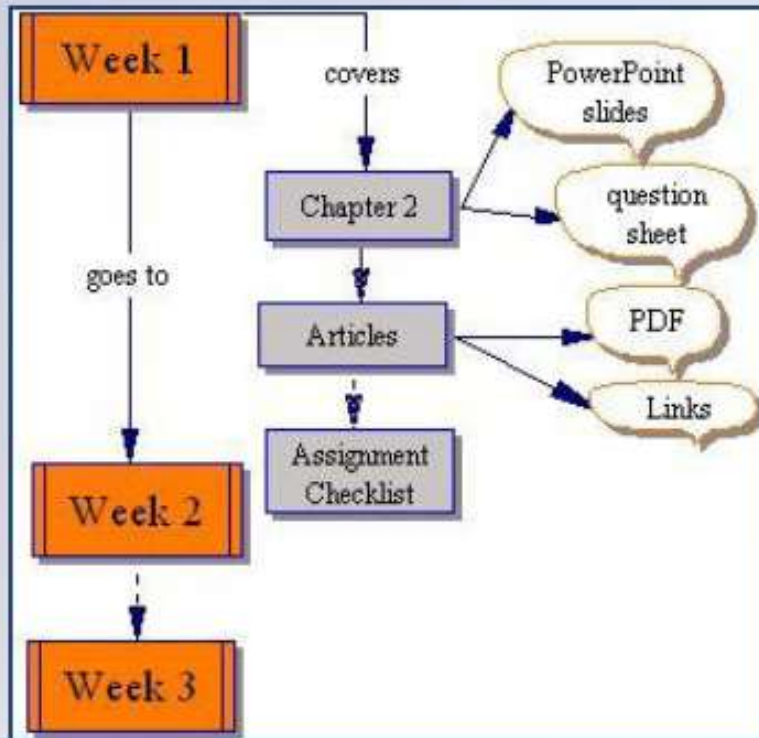 Week 1
covers
PowerPoint
slides
Chapter 2
question
sheet
goes to
Articles
PDF
Links
Assignment
Checklist
Week 2
Week 3